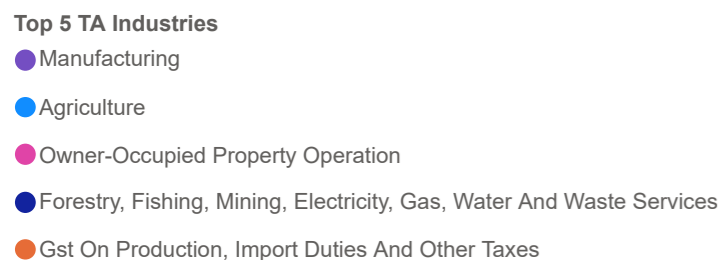 Top 5 TA Industries
Manufacturing
Agriculture
Owner-Occupied Property Operation
Forestry, Fishing, Mining, Electricity, Gas, Water And Waste Services
Gst On Production, Import Duties And Other Taxes